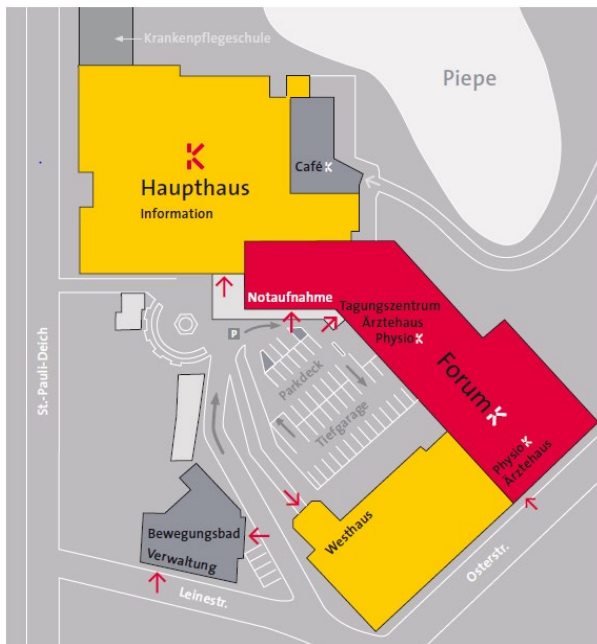 Krankenpflegeschule
Piepe
Café
Haupthaus
Information
Notaufnahme
Tagungszentrum
Ärztehaus
Physio
P
Parkdeck
Tiefgarage
Forum
St.-Pauli-Deich
Physio
Ärztehaus
Westhaus
Bewegungsbad
Verwaltung
Osterstr.
Leinestr.